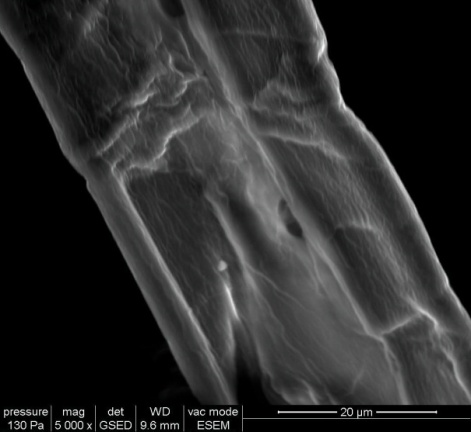 pressure mag det WD vac mode
130 Pa 5 000 x GSED 9.6 mm ESEM 20 µm